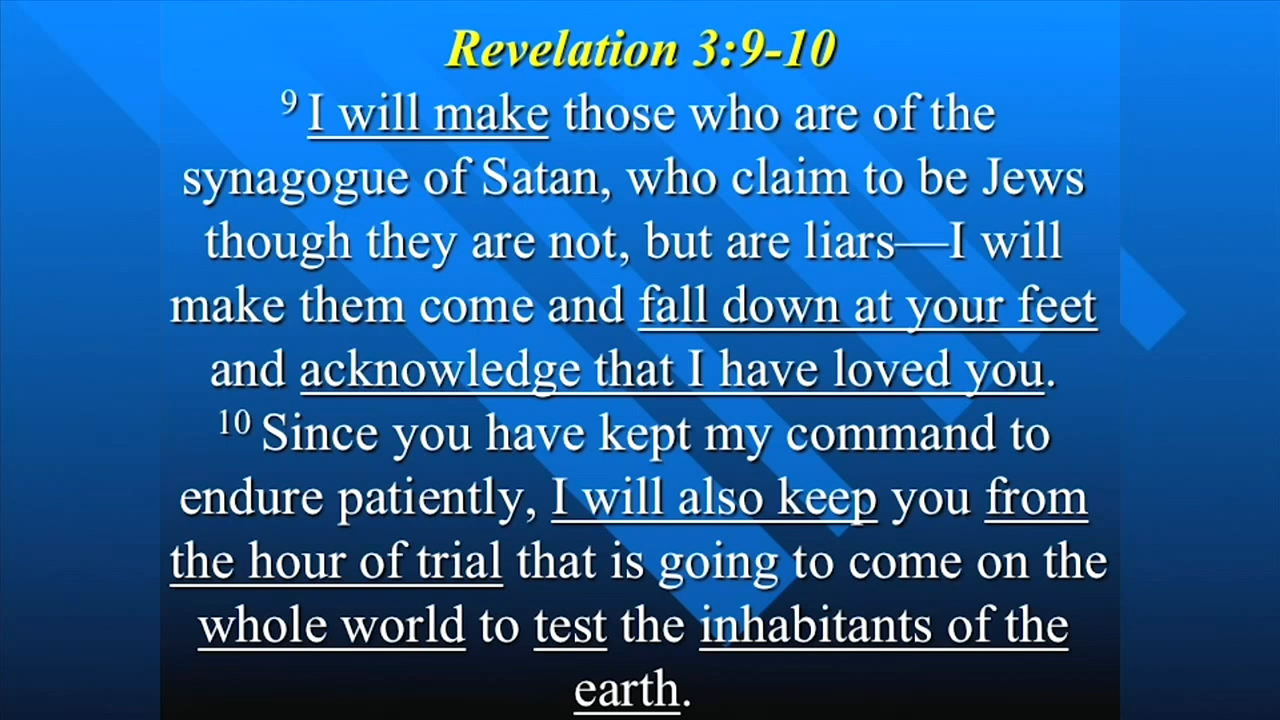 Revelation 3:9-10
9 I will make those who are of the
synagogue of Satan, who claim to be Jews
though they are not, but are liars—I will
make them come and fall down at your feet
and acknowledge that I have loved you.
10 Since you have kept my command to
endure patiently, I will also keep you from
the hour of trial that is going to come on the
whole world to test the inhabitants of the
earth.